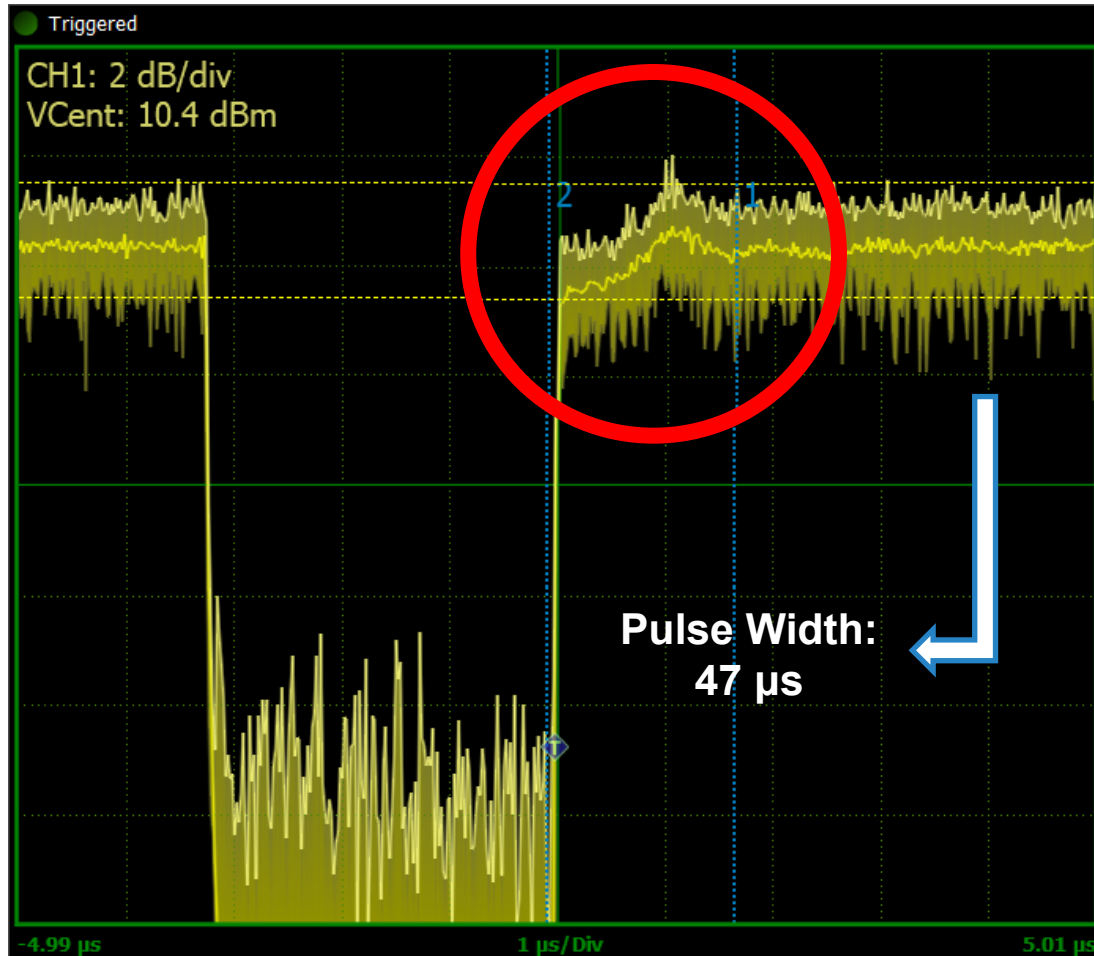 Triggered
CH1: 2 dB/div
VCent: 10.4 dBm
2
1
Pulse Width:
47 µs
T
-4.99 µs
1 µs/Div
5.01 µs